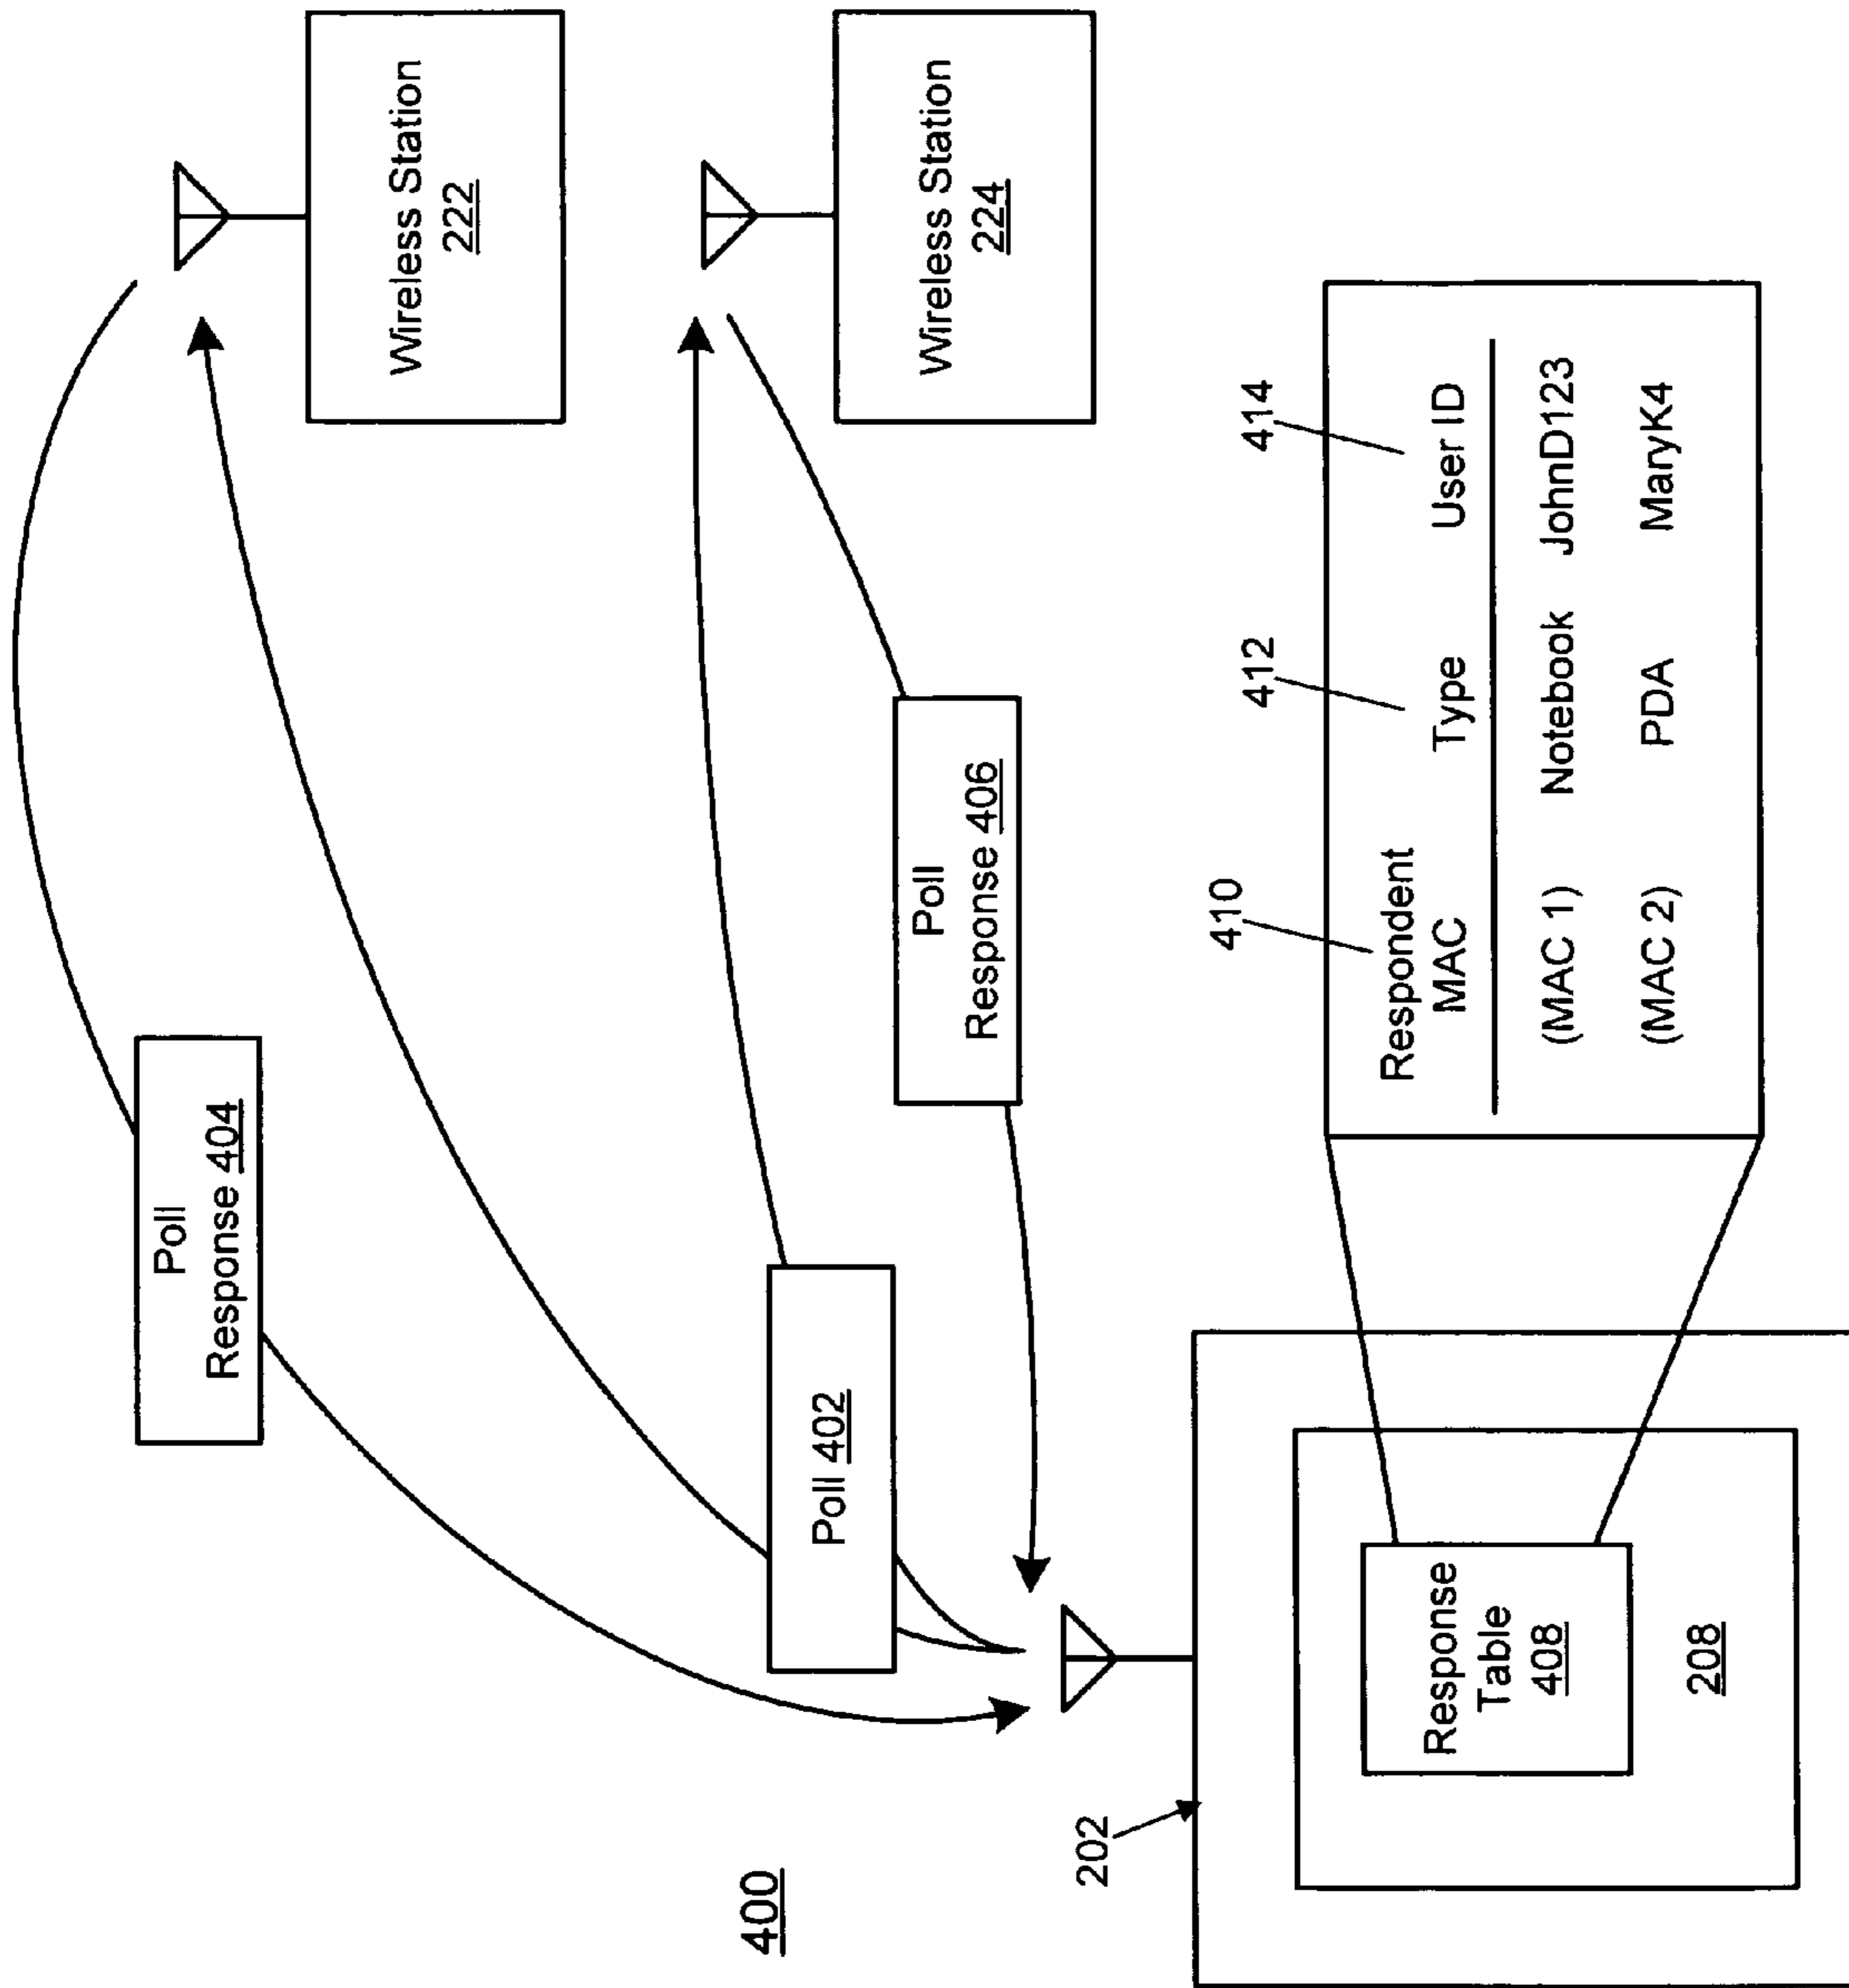 400
Poll
Response 404
Poll 402
Poll
Response 406
Wireless Station
222
Wireless Station
224
202
Response
Table
408
208
410
412
414
Respondent
MAC Type User ID
(MAC 1) Notebook JohnD123
(MAC 2) PDA MaryK4